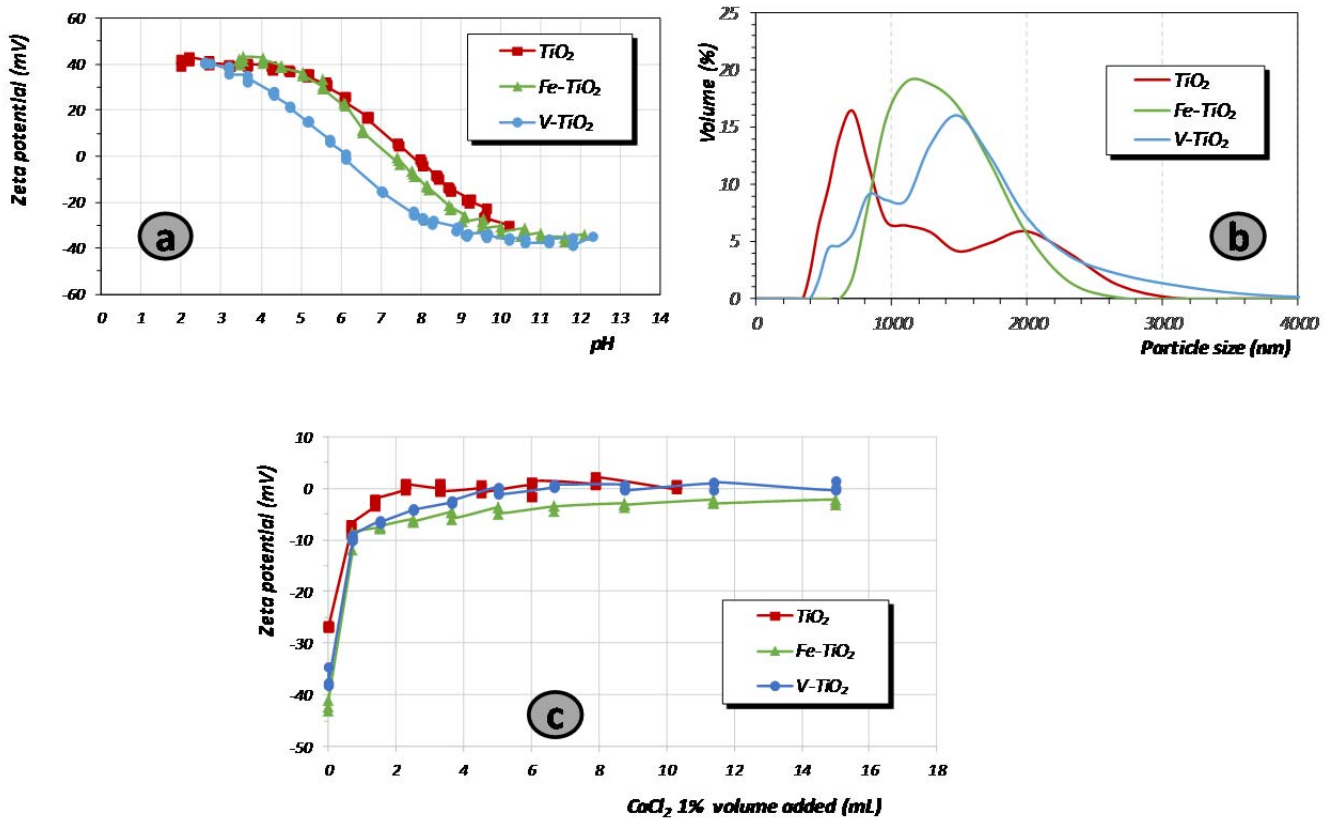 60
40
20
0
-20
-40
-60
Zeta potential (mV)
TiO₂
Fe-TiO₂
V-TiO₂
a
0 1 2 3 4 5 6 7 8 9 10 11 12 13 14
pH
25
20
15
10
5
0
Volume (%)
TiO₂
Fe-TiO₂
V-TiO₂
b
0 1000 2000 3000 4000
Particle size (nm)
10
0
-10
-20
-30
-40
-50
Zeta potential (mV)
TiO₂
Fe-TiO₂
V-TiO₂
c
0 2 4 6 8 10 12 14 16 18
CaCl₂ 1% volume added (mL)